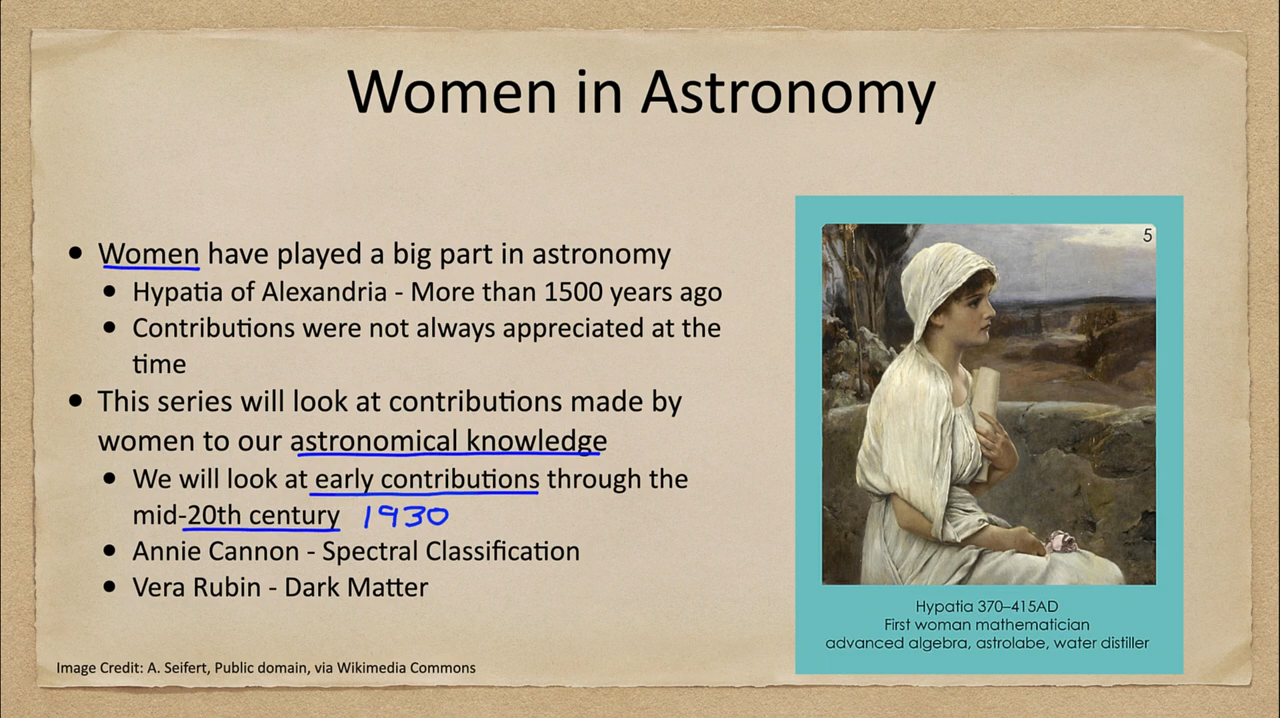 Women in Astronomy
• Women have played a big part in astronomy
• Hypatia of Alexandria - More than 1500 years ago
• Contributions were not always appreciated at the
time
• This series will look at contributions made by
women to our astronomical knowledge
• We will look at early contributions through the
mid-20th century 1930
• Annie Cannon - Spectral Classification
• Vera Rubin - Dark Matter
5
Hypatia 370–415AD
First woman mathematician
advanced algebra, astrolabe, water distiller
Image Credit: A. Seifert, Public domain, via Wikimedia Commons